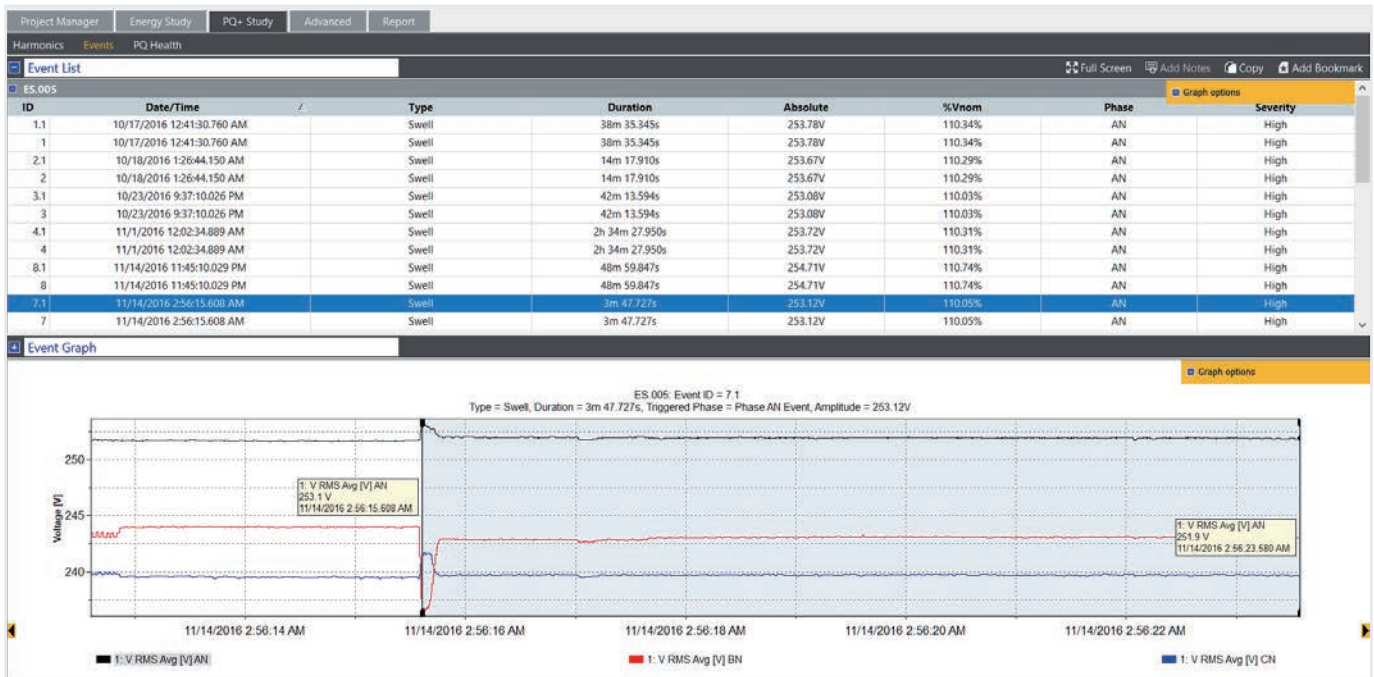 Project Manager Energy Study PQ+ Study Advanced Report
Harmonics Events PQ Health
Event List Full Screen Add Notes Copy Add Bookmark
ES.005 Graph options
ID Date/Time Type Duration Absolute %Vnom Phase Severity
1.1 10/17/2016 12:41:30.760 AM Swell 38m 35.345s 253.78V 110.34% AN High
1 10/17/2016 12:41:30.760 AM Swell 38m 35.345s 253.78V 110.34% AN High
2.1 10/18/2016 1:26:44.150 AM Swell 14m 17.910s 253.67V 110.29% AN High
2 10/18/2016 1:26:44.150 AM Swell 14m 17.910s 253.67V 110.29% AN High
3.1 10/23/2016 9:37:10.026 PM Swell 42m 13.594s 253.08V 110.03% AN High
3 10/23/2016 9:37:10.026 PM Swell 42m 13.594s 253.08V 110.03% AN High
4.1 11/1/2016 12:02:34.889 AM Swell 2h 34m 27.950s 253.72V 110.31% AN High
4 11/1/2016 12:02:34.889 AM Swell 2h 34m 27.950s 253.72V 110.31% AN High
8.1 11/14/2016 11:45:10.029 PM Swell 48m 59.847s 254.71V 110.74% AN High
8 11/14/2016 11:45:10.029 PM Swell 48m 59.847s 254.71V 110.74% AN High
7.1 11/14/2016 2:56:15.608 AM Swell 3m 47.727s 253.12V 110.05% AN High
7 11/14/2016 2:56:15.608 AM Swell 3m 47.727s 253.12V 110.05% AN High
Event Graph
Graph options
ES.005: Event ID = 7.1
Type = Swell, Duration = 3m 47.727s, Triggered Phase = Phase AN Event, Amplitude = 253.12V
Voltage [V]
250
245
240
1: V RMS Avg [V] AN
253.1 V
11/14/2016 2:56:15.608 AM
1: V RMS Avg [V] AN
251.9 V
11/14/2016 2:56:23.580 AM
11/14/2016 2:56:14 AM 11/14/2016 2:56:16 AM 11/14/2016 2:56:18 AM 11/14/2016 2:56:20 AM 11/14/2016 2:56:22 AM
1: V RMS Avg [V] AN 1: V RMS Avg [V] BN 1: V RMS Avg [V] CN